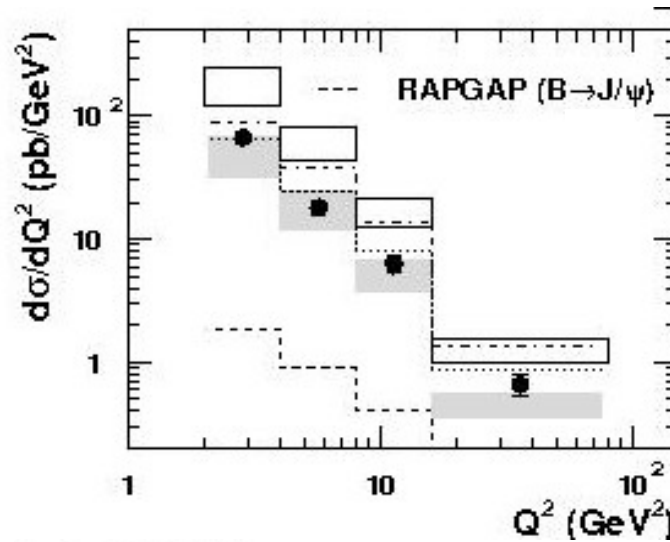 dσ/dQ² (pb/GeV²)
10²
10
1
RAPGAP (B→J/ψ)
1
10
10²
Q² (GeV²)